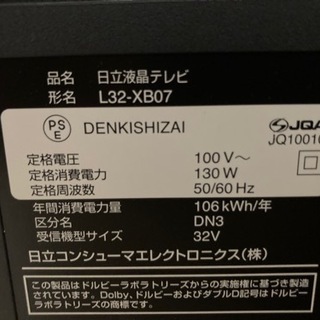 品名 日立液晶テレビ
形名 L32-XB07
PSE DENKISHIZAI JQA
JQ1001
定格電圧 100 V～
定格消費電力 130 W
定格周波数 50/60 Hz
年間消費電力量 106 kWh/年
区分名 DN3
受信機型サイズ 32V
日立コンシューマエレクトロニクス(株)
この製品はドルビーラボラトリーズからの実施権に基づき製造
されています。Dolby、ドルビーおよびダブルD記号はドルビーラ
ボラトリーズの商標です。